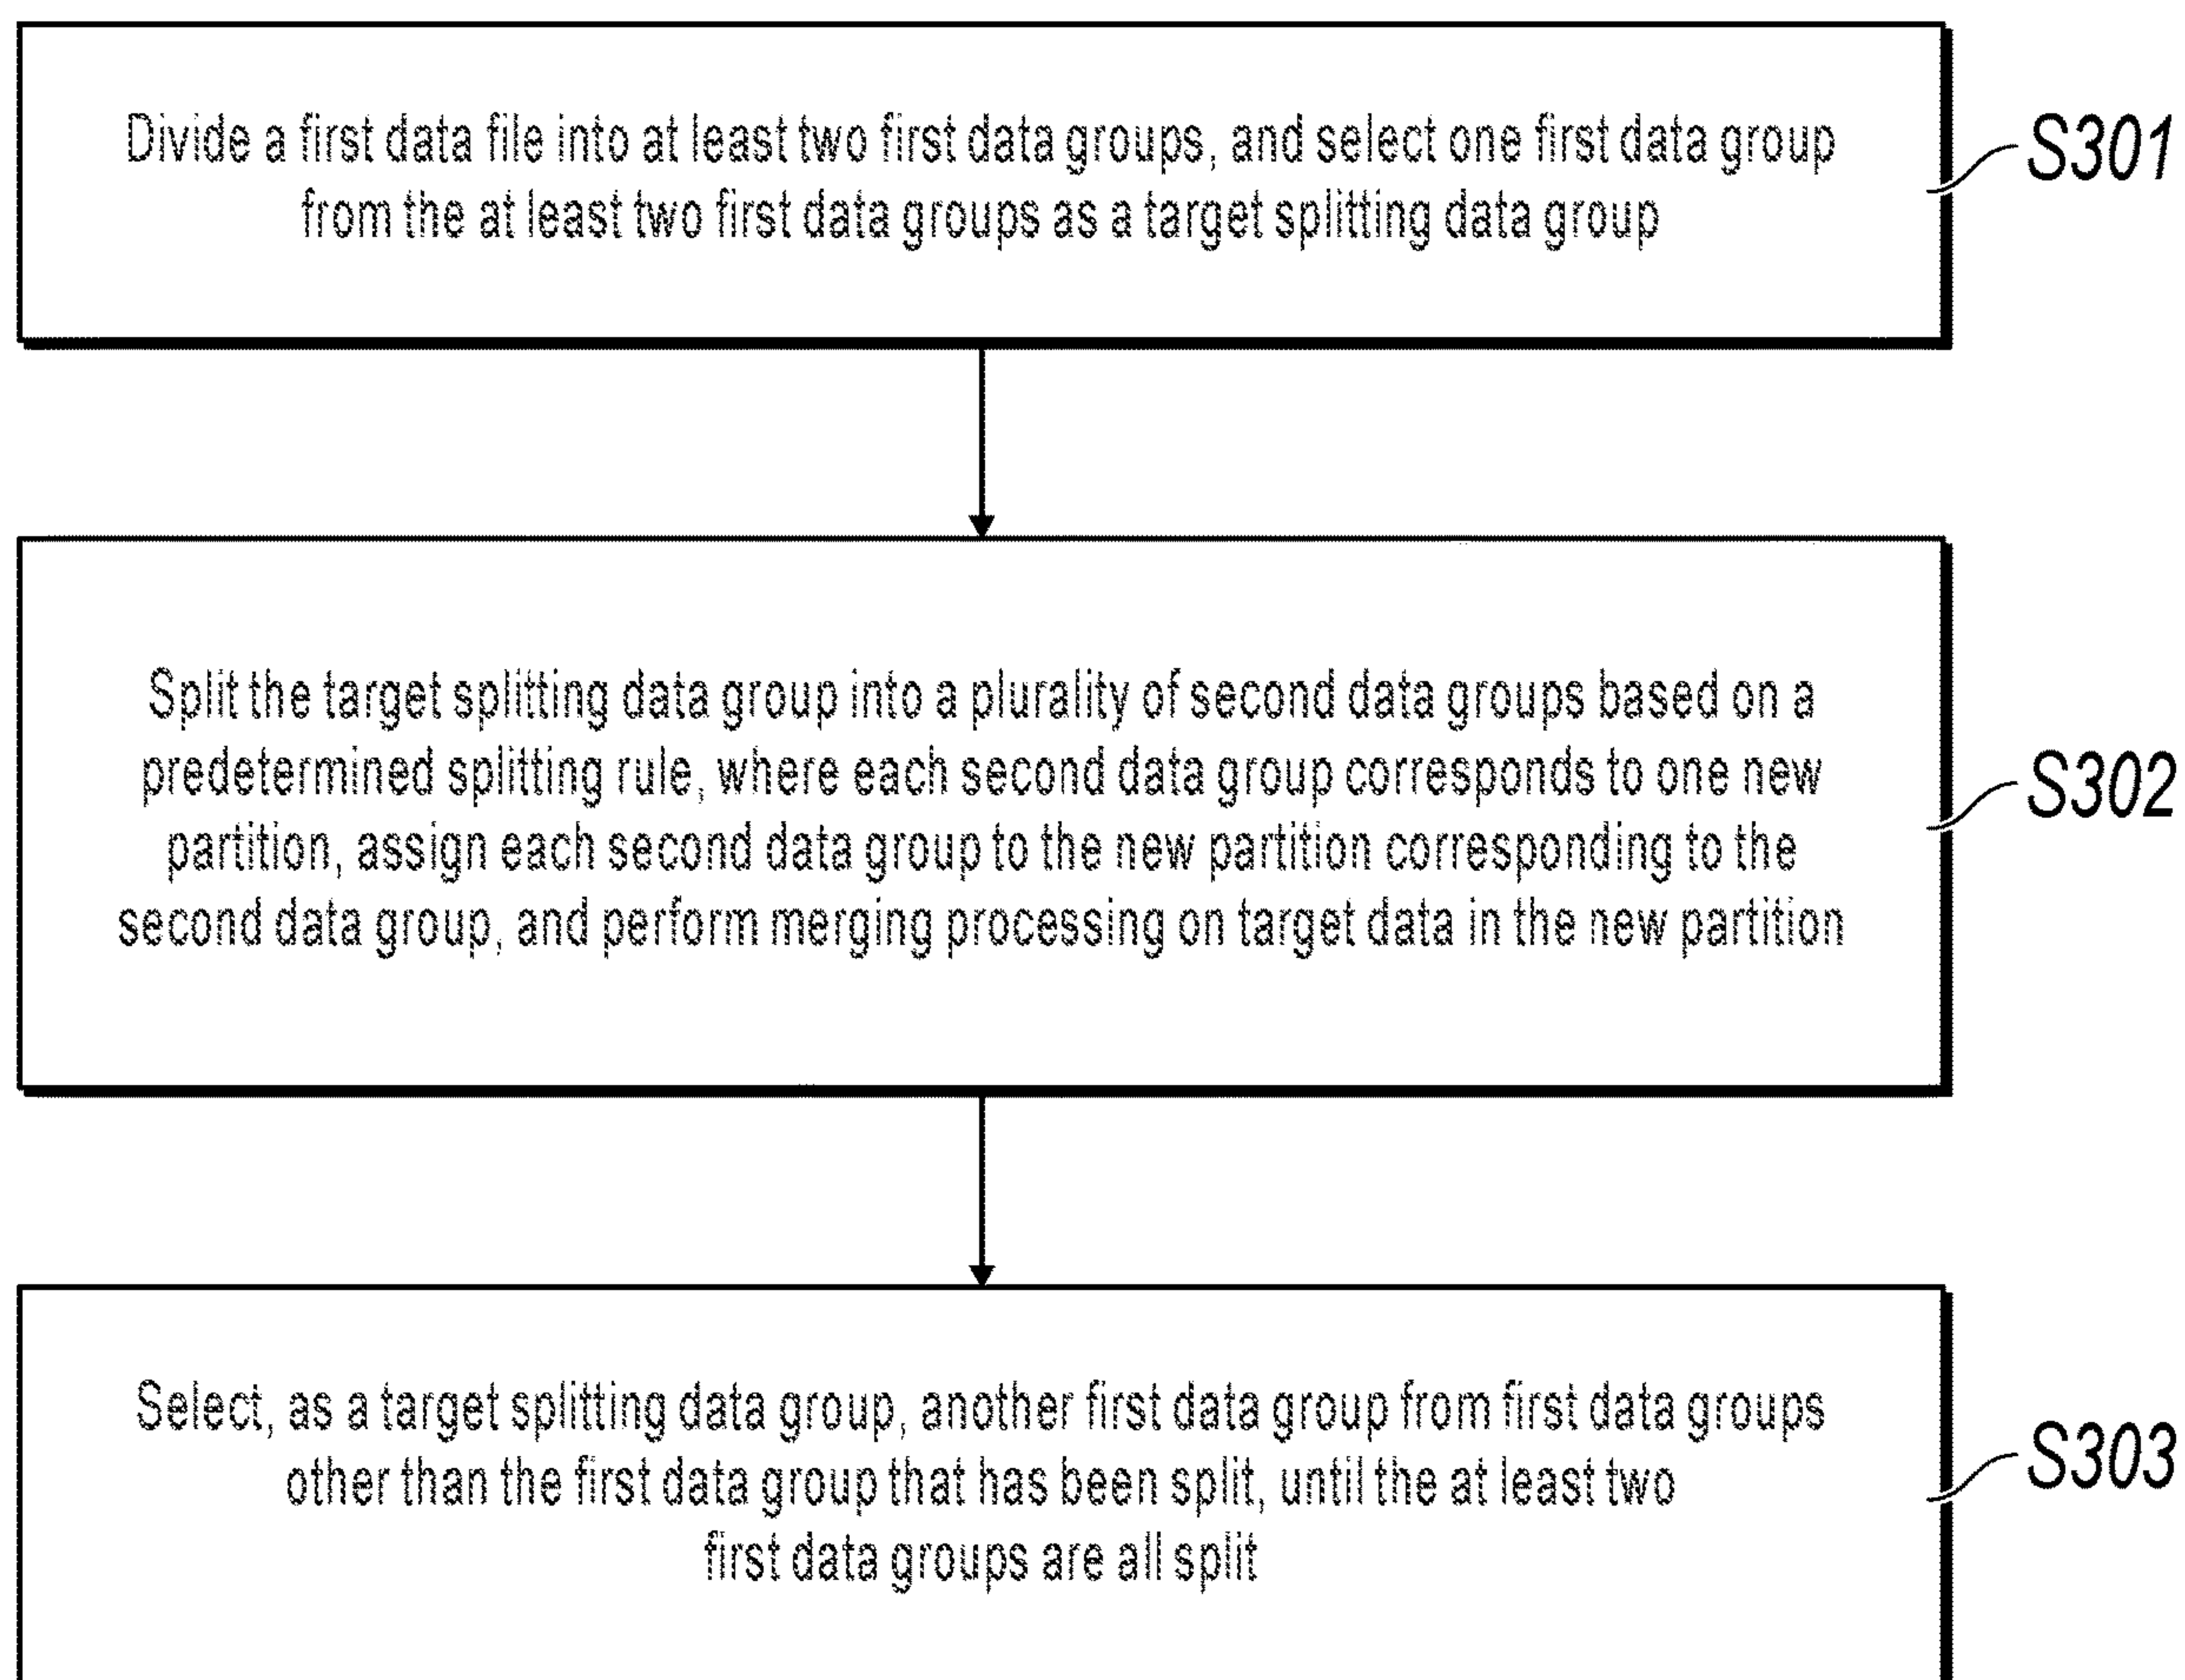 Divide a first data file into at least two first data groups, and select one first data group
from the at least two first data groups as a target splitting data group
S301
Split the target splitting data group into a plurality of second data groups based on a
predetermined splitting rule, where each second data group corresponds to one new
partition, assign each second data group to the new partition corresponding to the
second data group, and perform merging processing on target data in the new partition
S302
Select, as a target splitting data group, another first data group from first data groups
other than the first data group that has been split, until the at least two
first data groups are all split
S303